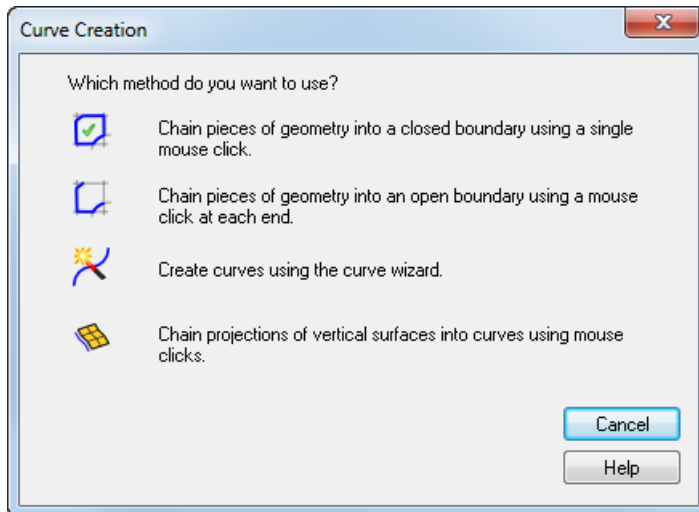 Curve Creation
Which method do you want to use?
Chain pieces of geometry into a closed boundary using a single
mouse click.
Chain pieces of geometry into an open boundary using a mouse
click at each end.
Create curves using the curve wizard.
Chain projections of vertical surfaces into curves using mouse
clicks.
Cancel
Help